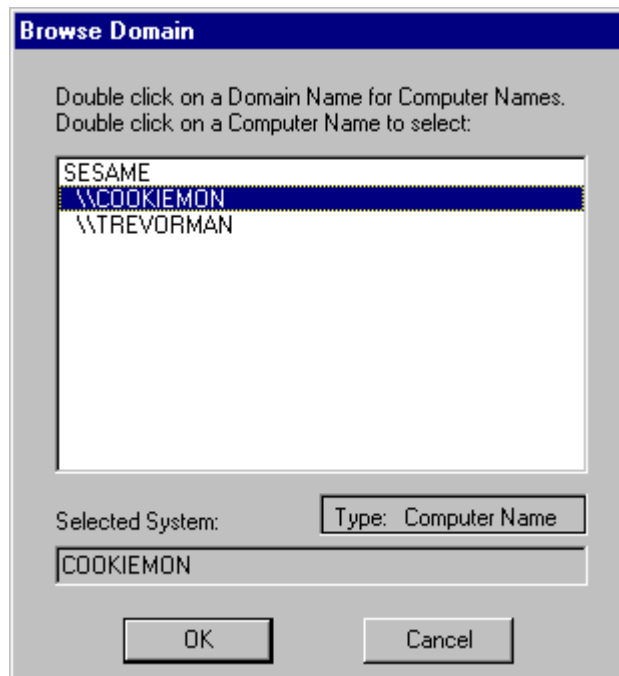 Browse Domain
Double click on a Domain Name for Computer Names.
Double click on a Computer Name to select:
SESAME
\\COOKIEMON
\\TREVORMAN
Selected System:
Type: Computer Name
COOKIEMON
OK
Cancel